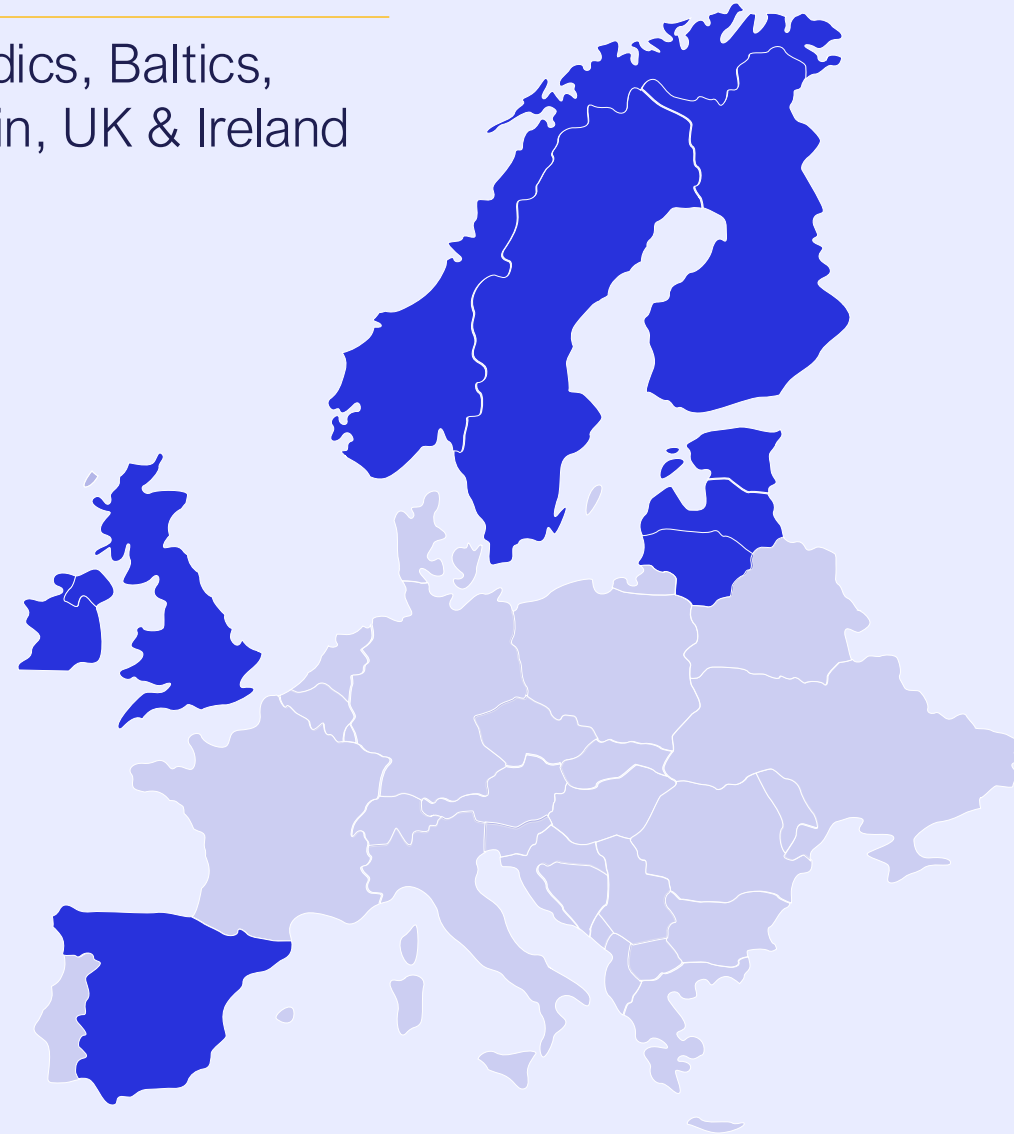 dics, Baltics,
in, UK & Ireland